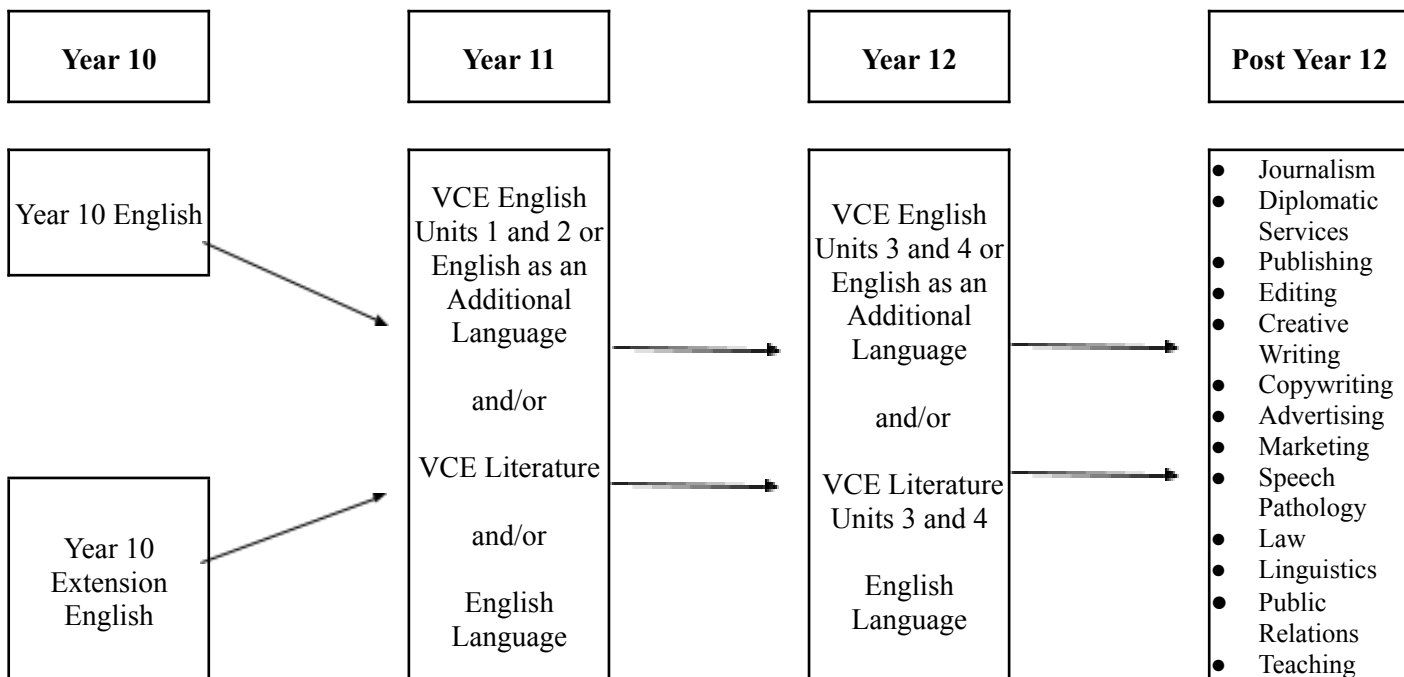 Year 10
Year 11
Year 12
Post Year 12
Year 10 English
Year 10
Extension
English
VCE English
Units 1 and 2 or
English as an
Additional
Language
and/or
VCE Literature
and/or
English
Language
VCE English
Units 3 and 4 or
English as an
Additional
Language
and/or
VCE Literature
Units 3 and 4
English
Language
● Journalism
● Diplomatic
Services
● Publishing
● Editing
● Creative
Writing
● Copywriting
● Advertising
● Marketing
● Speech
Pathology
● Law
● Linguistics
● Public
Relations
● Teaching